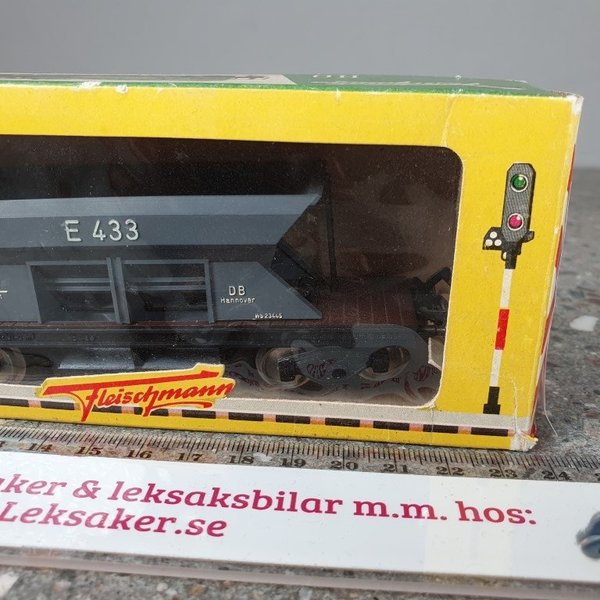 E 433
DB
Hannover
Fleischmann
14 15 16 17 18 19 20 21 22 23 24
ker & leksaksbilar m.m. hos:
Leksaker.se